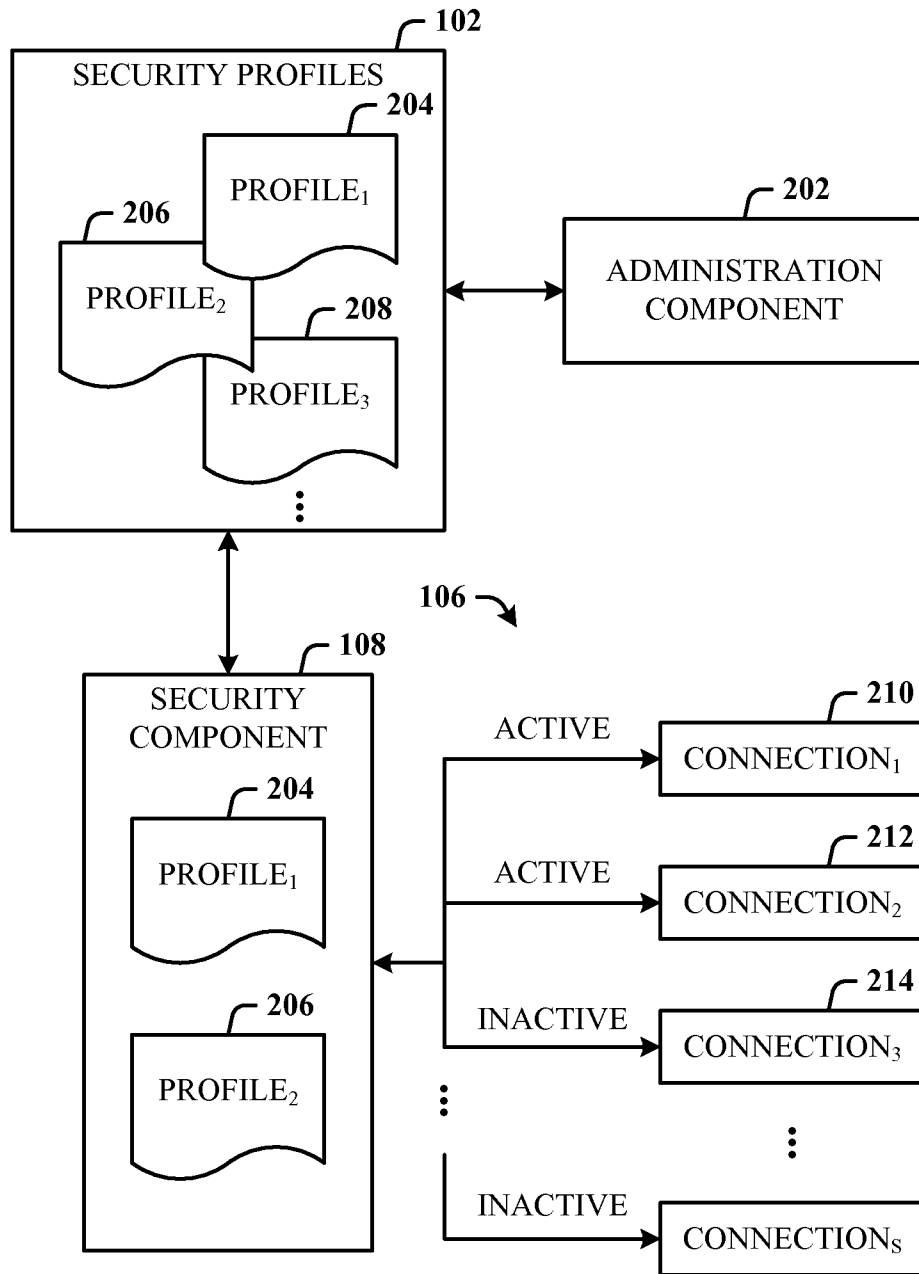 102
SECURITY PROFILES
204
PROFILE₁
206
PROFILE₂
208
PROFILE₃
202
ADMINISTRATION
COMPONENT
106
108
SECURITY
COMPONENT
204
PROFILE₁
206
PROFILE₂
ACTIVE
210
CONNECTION₁
ACTIVE
212
CONNECTION₂
INACTIVE
214
CONNECTION₃
INACTIVE
CONNECTIONS